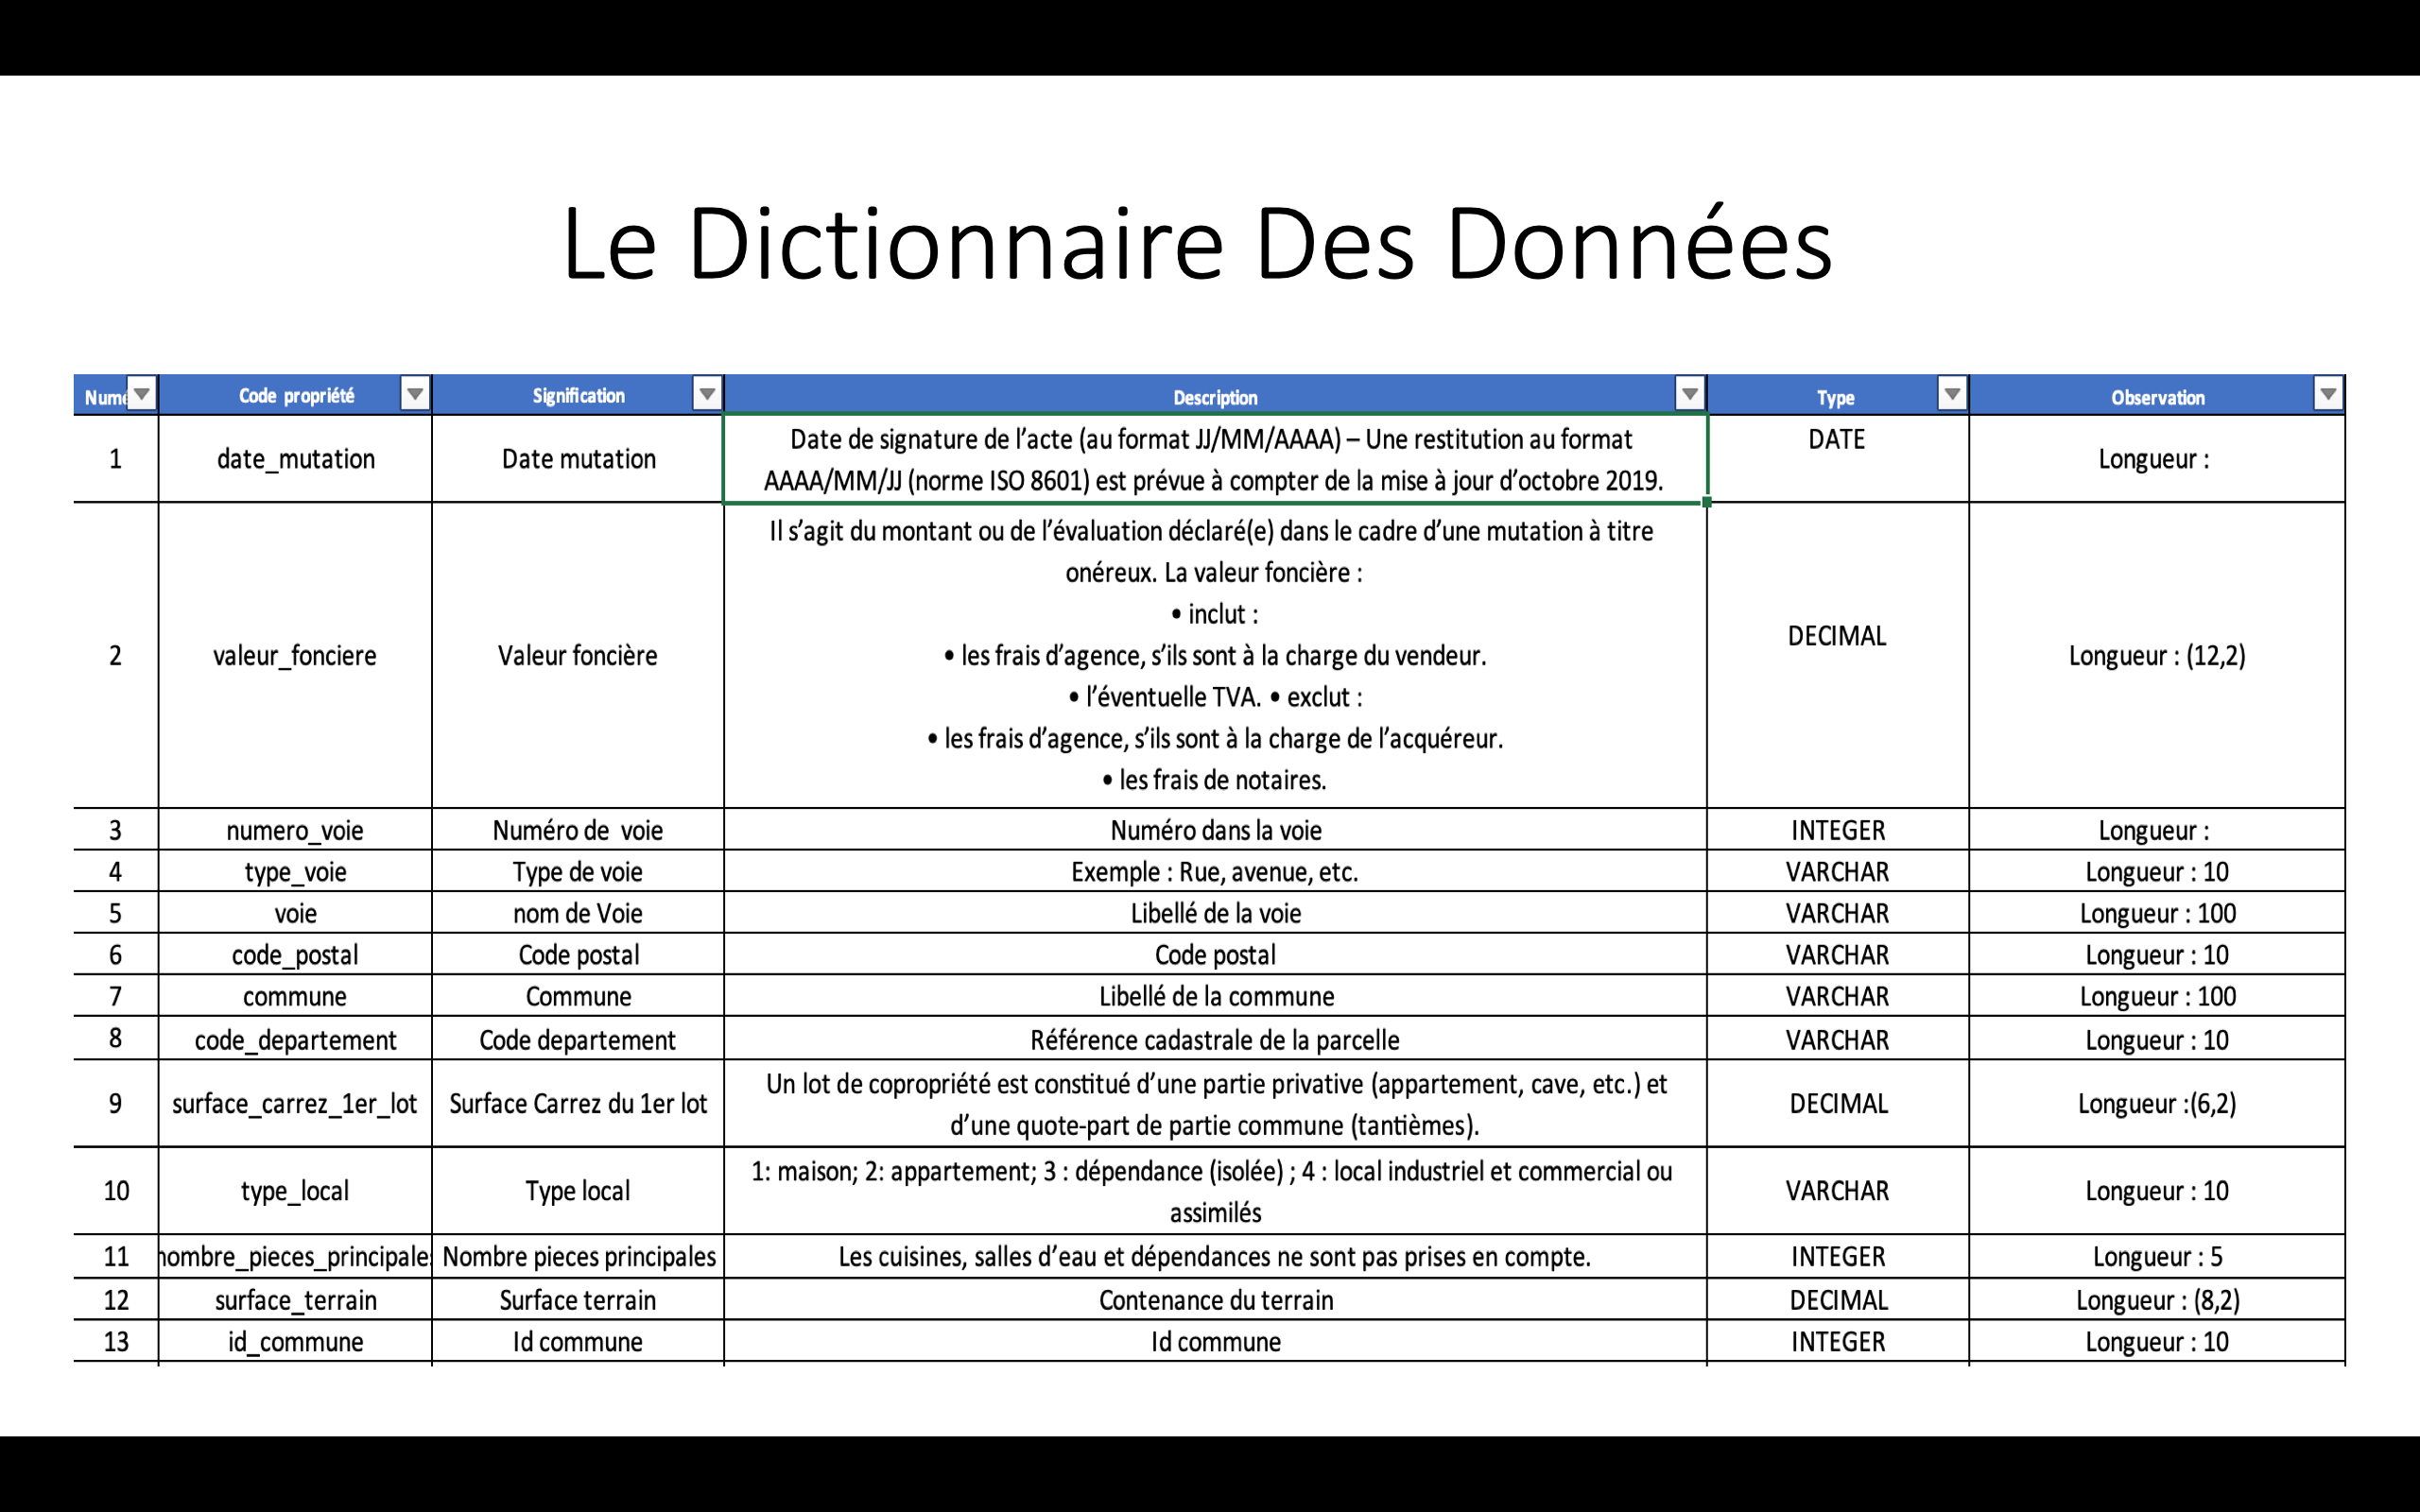 Le Dictionnaire Des Données
Numé Code propriété Signification Description Type Observation
1 date_mutation Date mutation Date de signature de l’acte (au format JJ/MM/AAAA) – Une restitution au format
AAAA/MM/JJ (norme ISO 8601) est prévue à compter de la mise à jour d’octobre 2019. DATE Longueur :
2 valeur_fonciere Valeur foncière Il s’agit du montant ou de l’évaluation déclaré(e) dans le cadre d’une mutation à titre
onéreux. La valeur foncière :
• inclut :
• les frais d’agence, s’ils sont à la charge du vendeur.
• l’éventuelle TVA. • exclut :
• les frais d’agence, s’ils sont à la charge de l’acquéreur.
• les frais de notaires. DECIMAL Longueur : (12,2)
3 numero_voie Numéro de  voie Numéro dans la voie INTEGER Longueur :
4 type_voie Type de voie Exemple : Rue, avenue, etc. VARCHAR Longueur : 10
5 voie nom de Voie Libellé de la voie VARCHAR Longueur : 100
6 code_postal Code postal Code postal VARCHAR Longueur : 10
7 commune Commune Libellé de la commune VARCHAR Longueur : 100
8 code_departement Code departement Référence cadastrale de la parcelle VARCHAR Longueur : 10
9 surface_carrez_1er_lot Surface Carrez du 1er lot Un lot de copropriété est constitué d’une partie privative (appartement, cave, etc.) et
d’une quote-part de partie commune (tantièmes). DECIMAL Longueur :(6,2)
10 type_local Type local 1: maison; 2: appartement; 3 : dépendance (isolée) ; 4 : local industriel et commercial ou
assimilés VARCHAR Longueur : 10
11 nombre_pieces_principales Nombre pieces principales Les cuisines, salles d’eau et dépendances ne sont pas prises en compte. INTEGER Longueur : 5
12 surface_terrain Surface terrain Contenance du terrain DECIMAL Longueur : (8,2)
13 id_commune Id commune Id commune INTEGER Longueur : 10